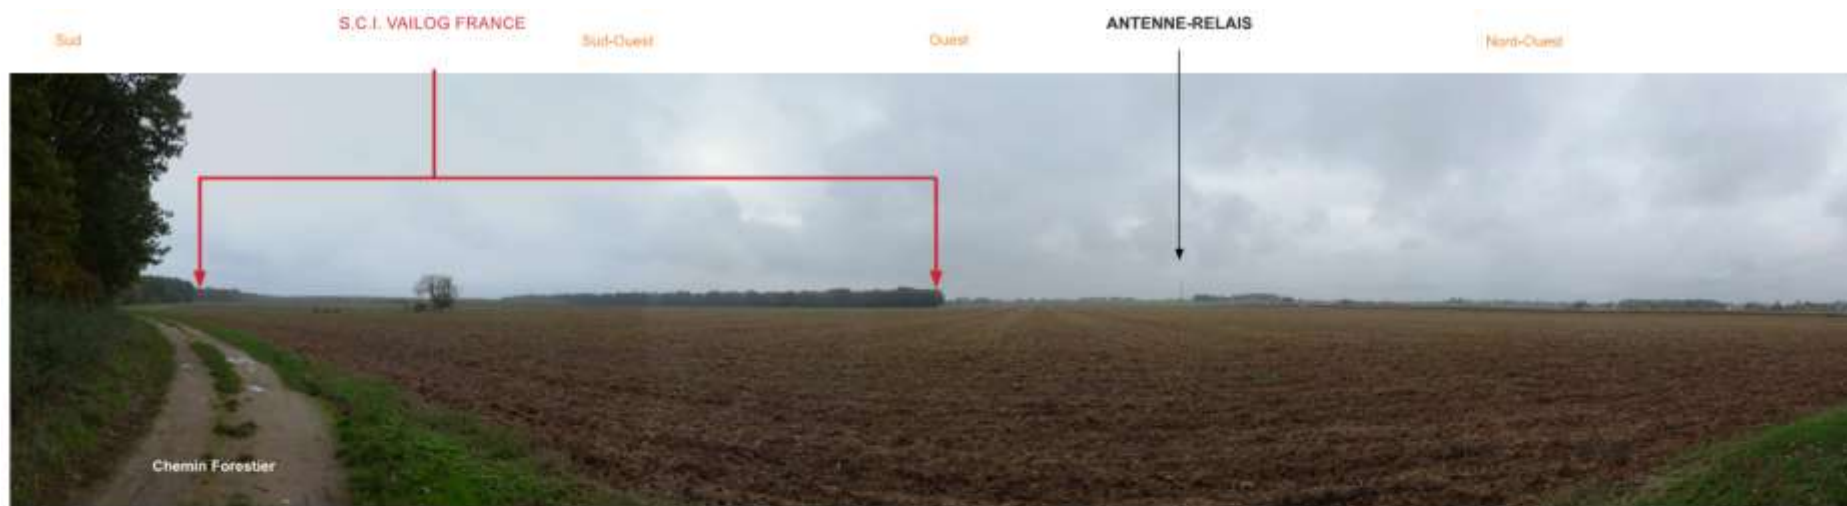 S.C.I. VAILOG FRANCE
ANTENNE-RELAIS
Sud
Sud-Ouest
Ouest
Nord-Ouest
Chemin Forestier